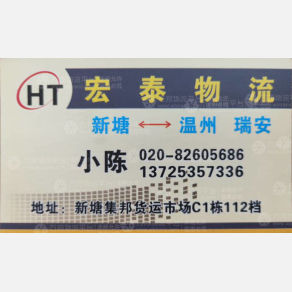 HT 宏泰物流
新塘 ↔ 温州 瑞安
小陈 020-82605686
13725357336
地址：新塘集邦货运市场C1栋112档